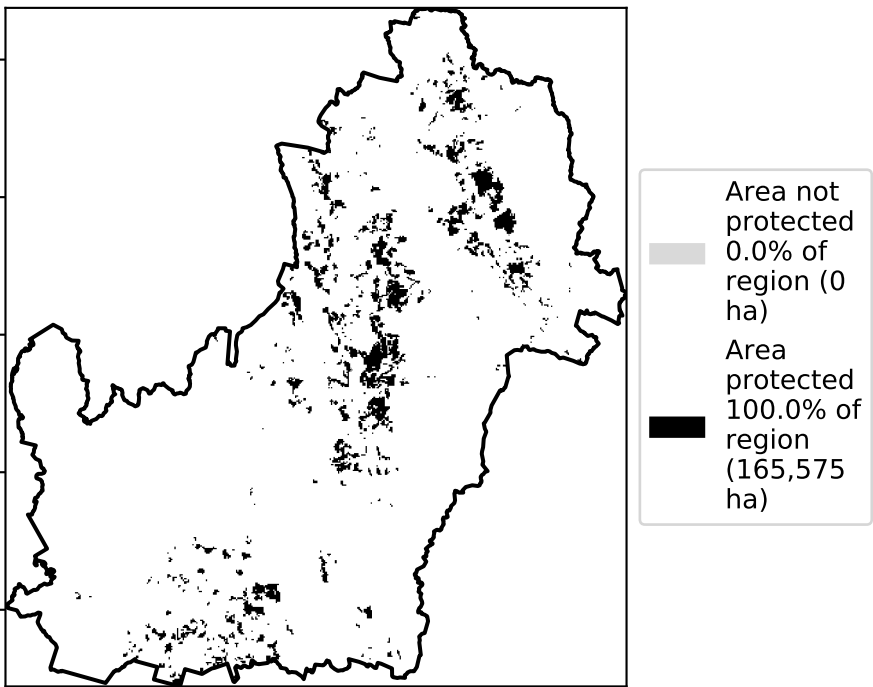 Area not
protected
0.0% of
region (0
ha)
Area
protected
100.0% of
region
(165,575
ha)